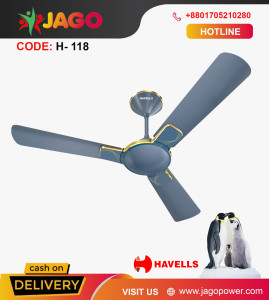 JAGO
+8801705210280
HOTLINE
CODE: H- 118
HAVELLS
cash on
DELIVERY
HAVELLS
VISIT US
www.jagopower.com